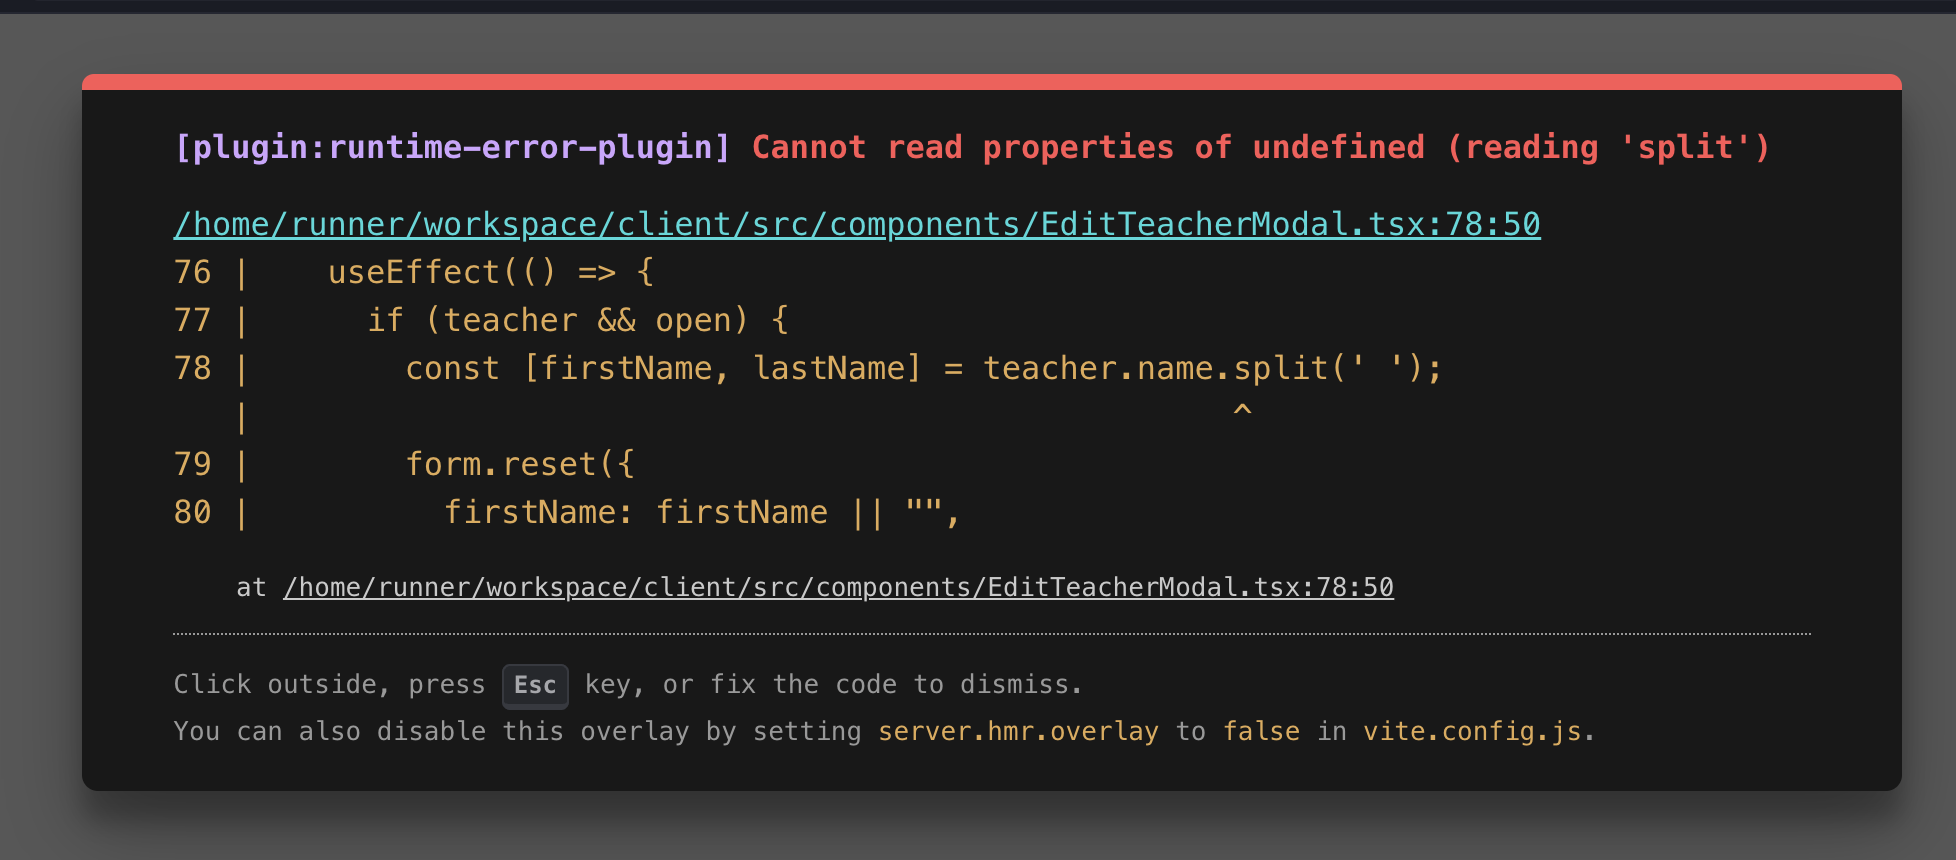 [plugin:runtime-error-plugin] Cannot read properties of undefined (reading 'split')
/home/runner/workspace/client/src/components/EditTeacherModal.tsx:78:50
76 |    useEffect(() => {
77 |      if (teacher && open) {
78 |        const [firstName, lastName] = teacher.name.split(' ');
   |                                                  ^
79 |        form.reset({
80 |          firstName: firstName || "",
at /home/runner/workspace/client/src/components/EditTeacherModal.tsx:78:50
Click outside, press Esc key, or fix the code to dismiss.
You can also disable this overlay by setting server.hmr.overlay to false in vite.config.js.